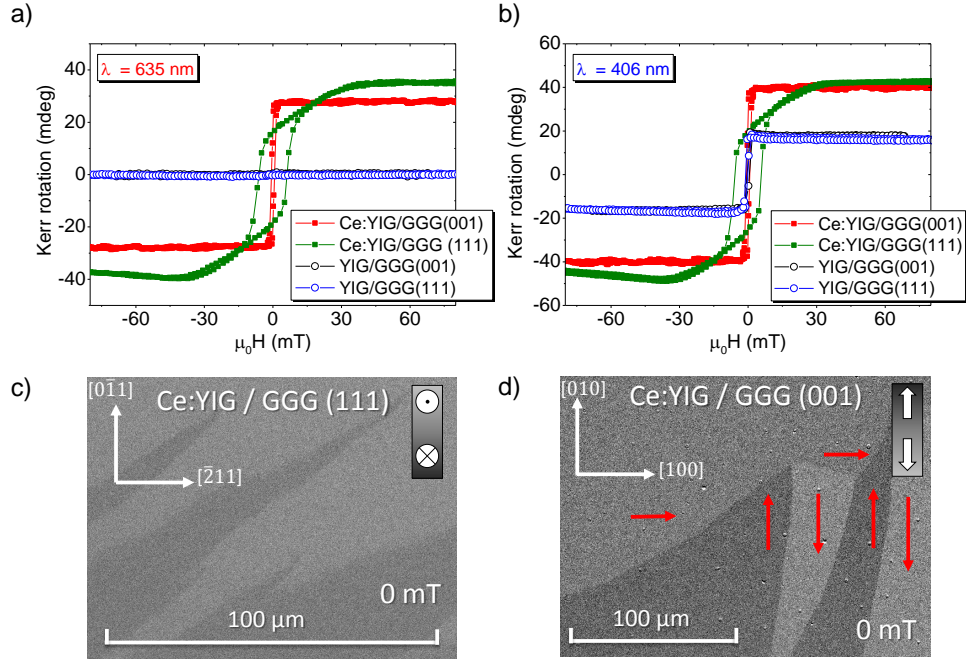 a)
λ = 635 nm
Kerr rotation (mdeg)
40
20
0
-20
-40
-60
-30
0
30
60
μ₀H (mT)
Ce:YIG/GGG(001)
Ce:YIG/GGG (111)
YIG/GGG(001)
YIG/GGG(111)
b)
λ = 406 nm
Kerr rotation (mdeg)
60
40
20
0
-20
-40
-60
-60
-30
0
30
60
μ₀H (mT)
Ce:YIG/GGG(001)
Ce:YIG/GGG(111)
YIG/GGG(001)
YIG/GGG(111)
c)
[01̄1]
Ce:YIG / GGG (111)
[2̄11]
0 mT
100 μm
d)
[010]
Ce:YIG / GGG (001)
[100]
100 μm
0 mT